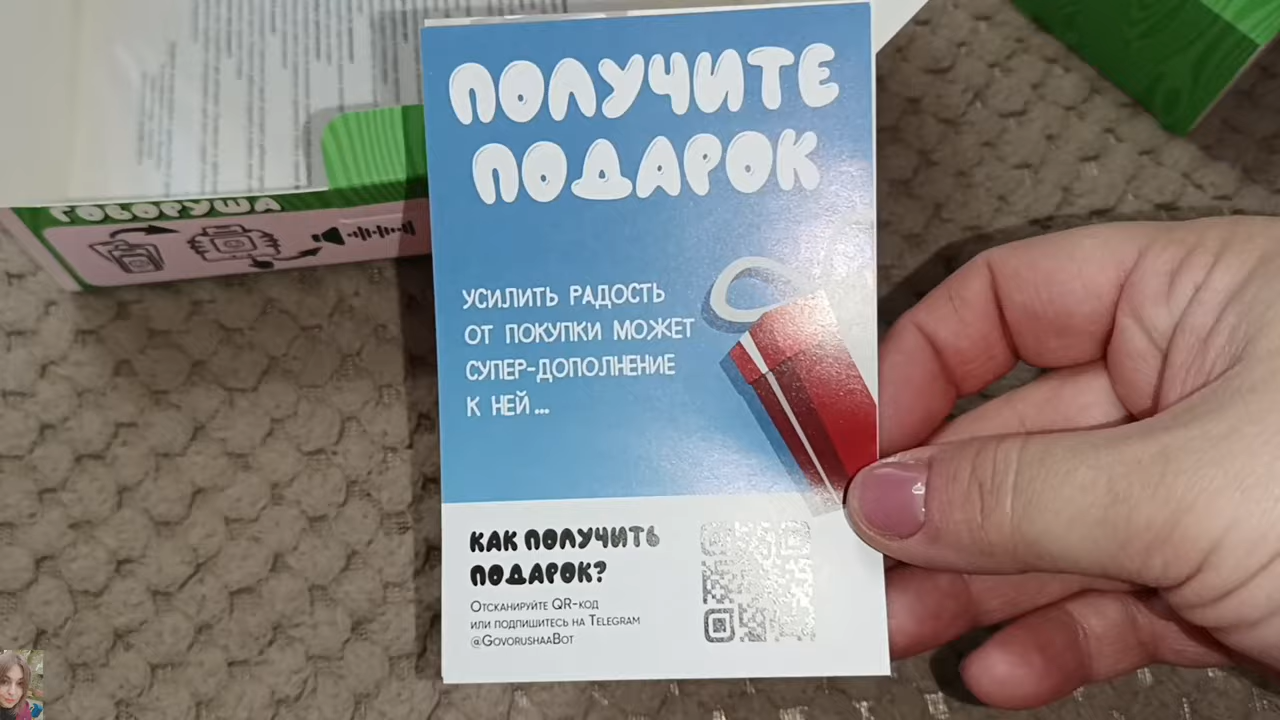 ПОЛУЧИТЕ
ПОДАРОК
УСИЛИТЬ РАДОСТЬ
ОТ ПОКУПКИ МОЖЕТ
СУПЕР-ДОПОЛНЕНИЕ
К НЕЙ...
КАК ПОЛУЧИТЬ
ПОДАРОК?
ОТСКАНИРУЙТЕ QR-КОД
ИЛИ ПОДПИШИТЕСЬ НА TELEGRAM
@GOVORUSHAABOT
ГОВОРУША